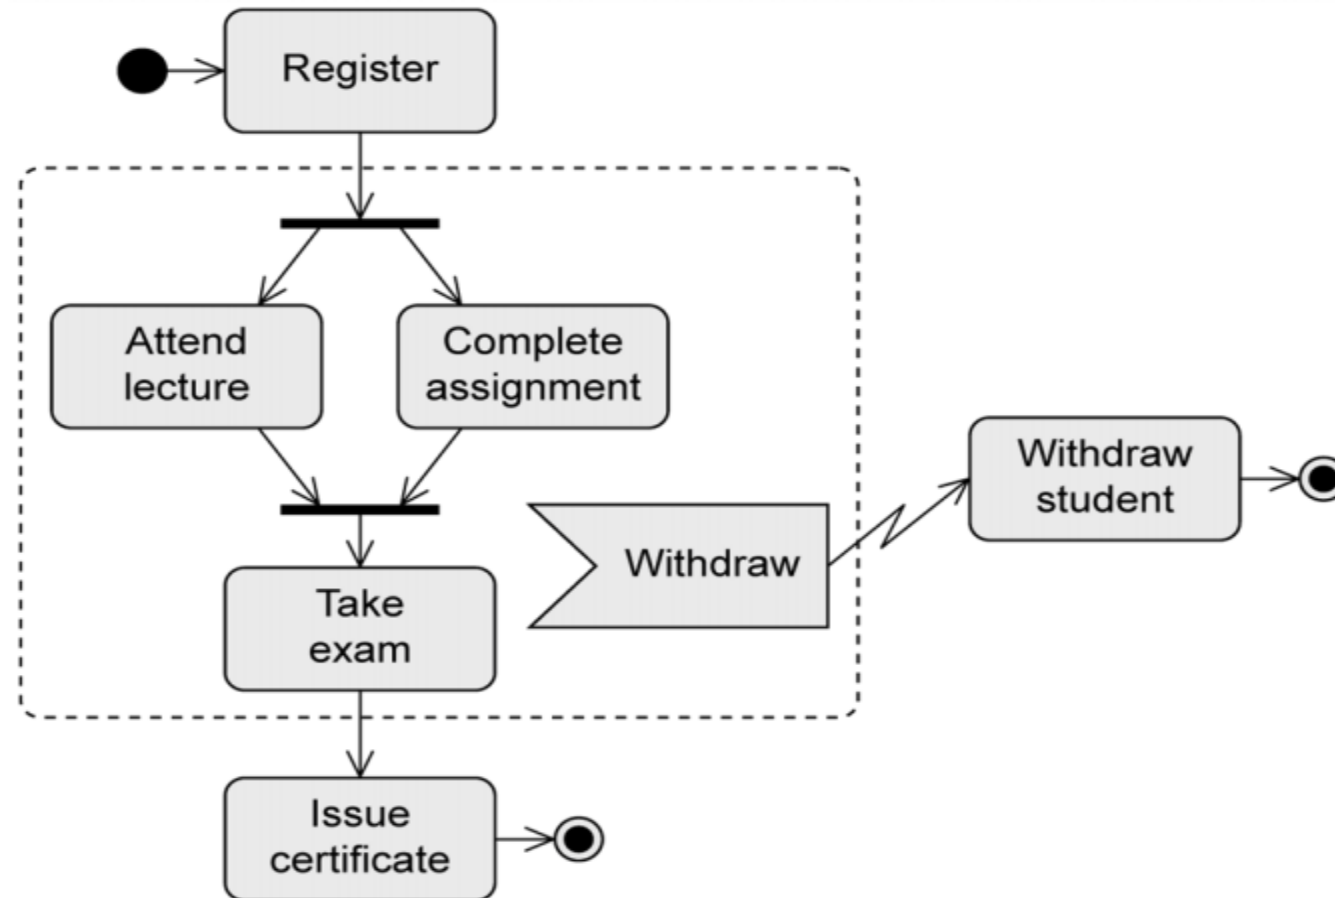 Register
Attend
lecture
Complete
assignment
Withdraw
student
Withdraw
Take
exam
Issue
certificate